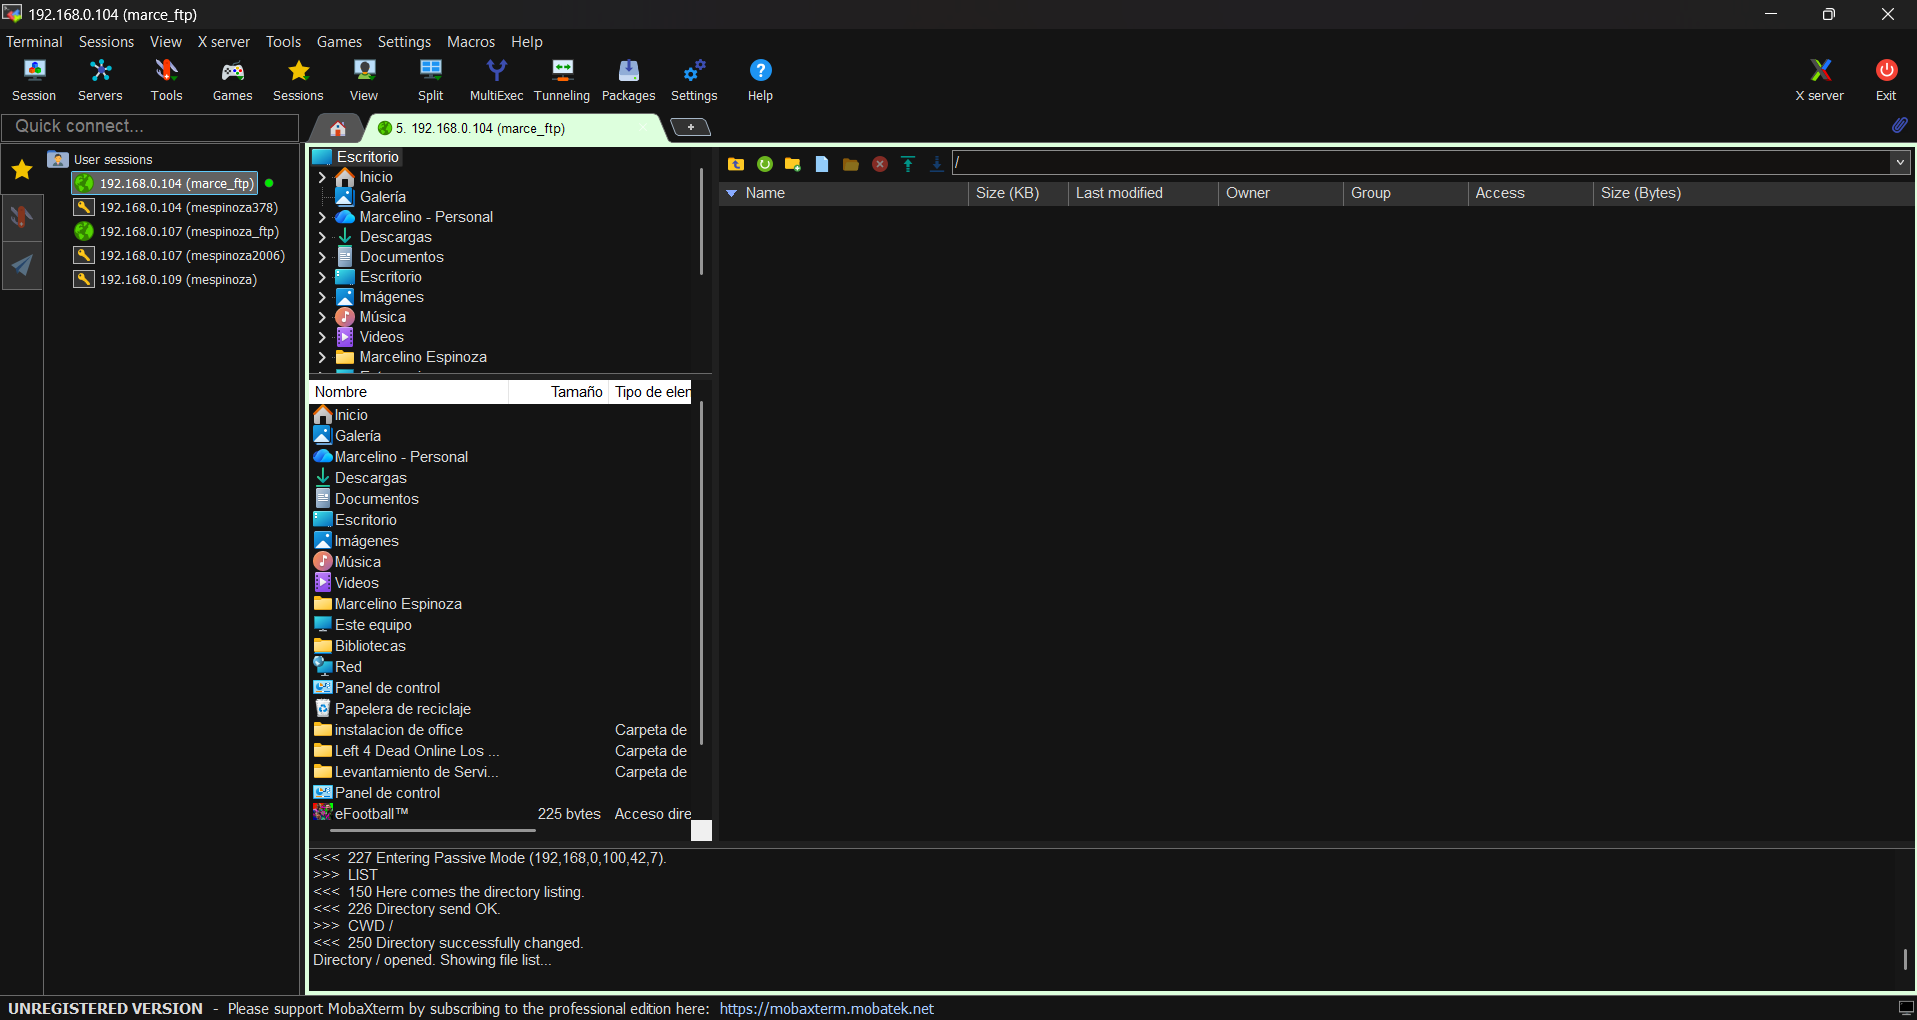 192.168.0.104 (marce_ftp)
Terminal Sessions View X server Tools Games Settings Macros Help
Session Servers Tools Games Sessions View Split MultiExec Tunneling Packages Settings Help X server Exit
Quick connect...
5. 192.168.0.104 (marce_ftp)
User sessions
192.168.0.104 (marce_ftp)
192.168.0.104 (mespinoza378)
192.168.0.107 (mespinoza_ftp)
192.168.0.107 (mespinoza2006)
192.168.0.109 (mespinoza)
Escritorio
Inicio
Galería
Marcelino - Personal
Descargas
Documentos
Escritorio
Imágenes
Música
Videos
Marcelino Espinoza
Nombre Tamaño Tipo de elen
Inicio
Galería
Marcelino - Personal
Descargas
Documentos
Escritorio
Imágenes
Música
Videos
Marcelino Espinoza
Este equipo
Bibliotecas
Red
Panel de control
Papelera de reciclaje
instalacion de office Carpeta de
Left 4 Dead Online Los ... Carpeta de
Levantamiento de Servi... Carpeta de
Panel de control
eFootball™ 225 bytes Acceso dire
/
Name Size (KB) Last modified Owner Group Access Size (Bytes)
<<< 227 Entering Passive Mode (192,168,0,100,42,7).
>>> LIST
<<< 150 Here comes the directory listing.
<<< 226 Directory send OK.
>>> CWD /
<<< 250 Directory successfully changed.
Directory / opened. Showing file list...
UNREGISTERED VERSION - Please support MobaXterm by subscribing to the professional edition here: https://mobaxterm.mobatek.net